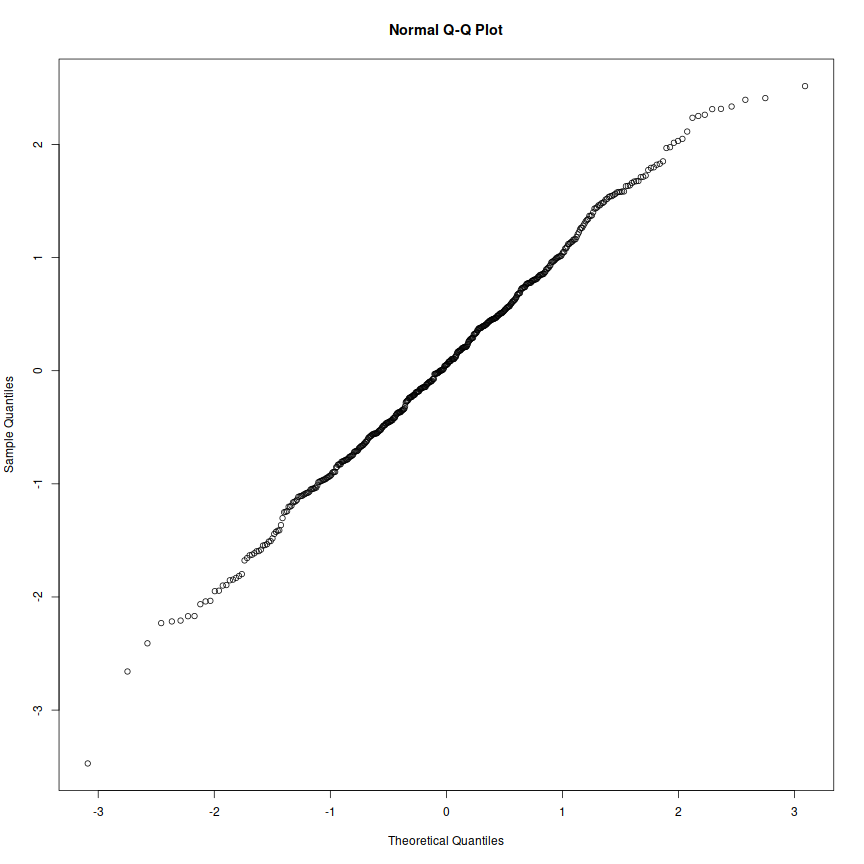 Normal Q-Q Plot
Sample Quantiles
2
1
0
-1
-2
-3
-3 -2 -1 0 1 2 3
Theoretical Quantiles